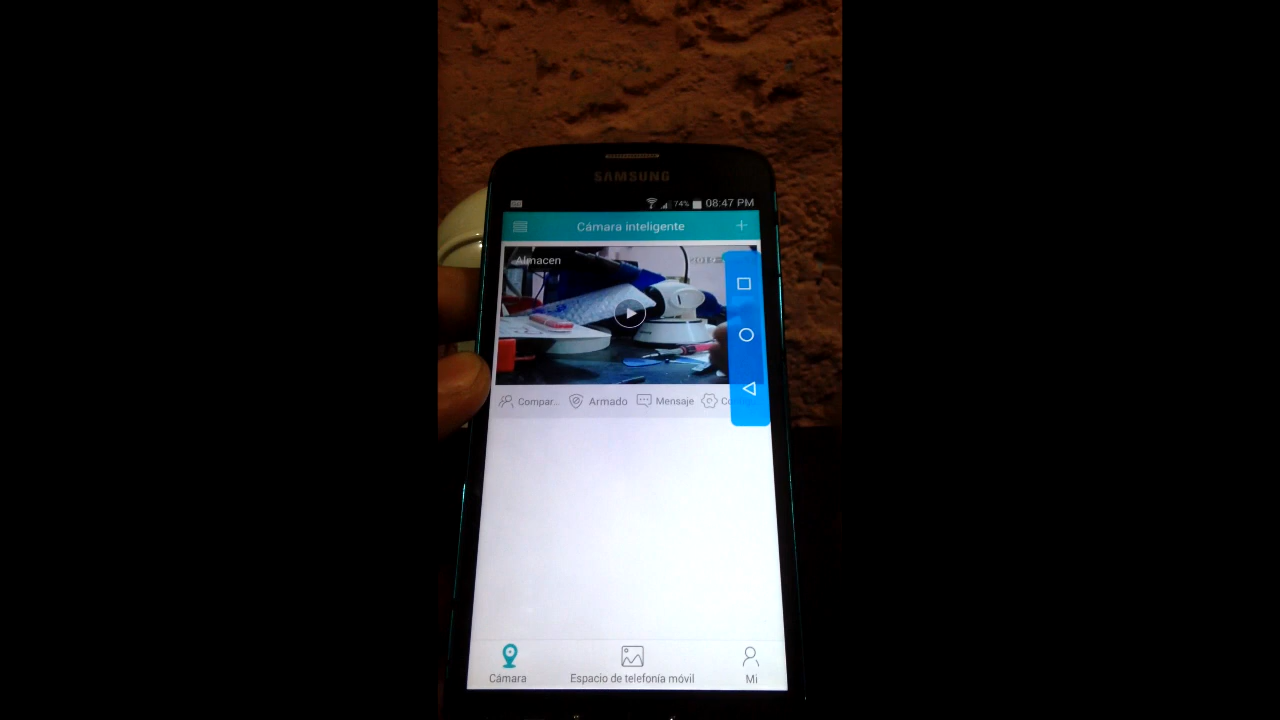 SAMSUNG
74% 08:47 PM
Cámara inteligente
Almacen
Compar... Armado Mensaje
Cámara Espacio de telefonía móvil Mi